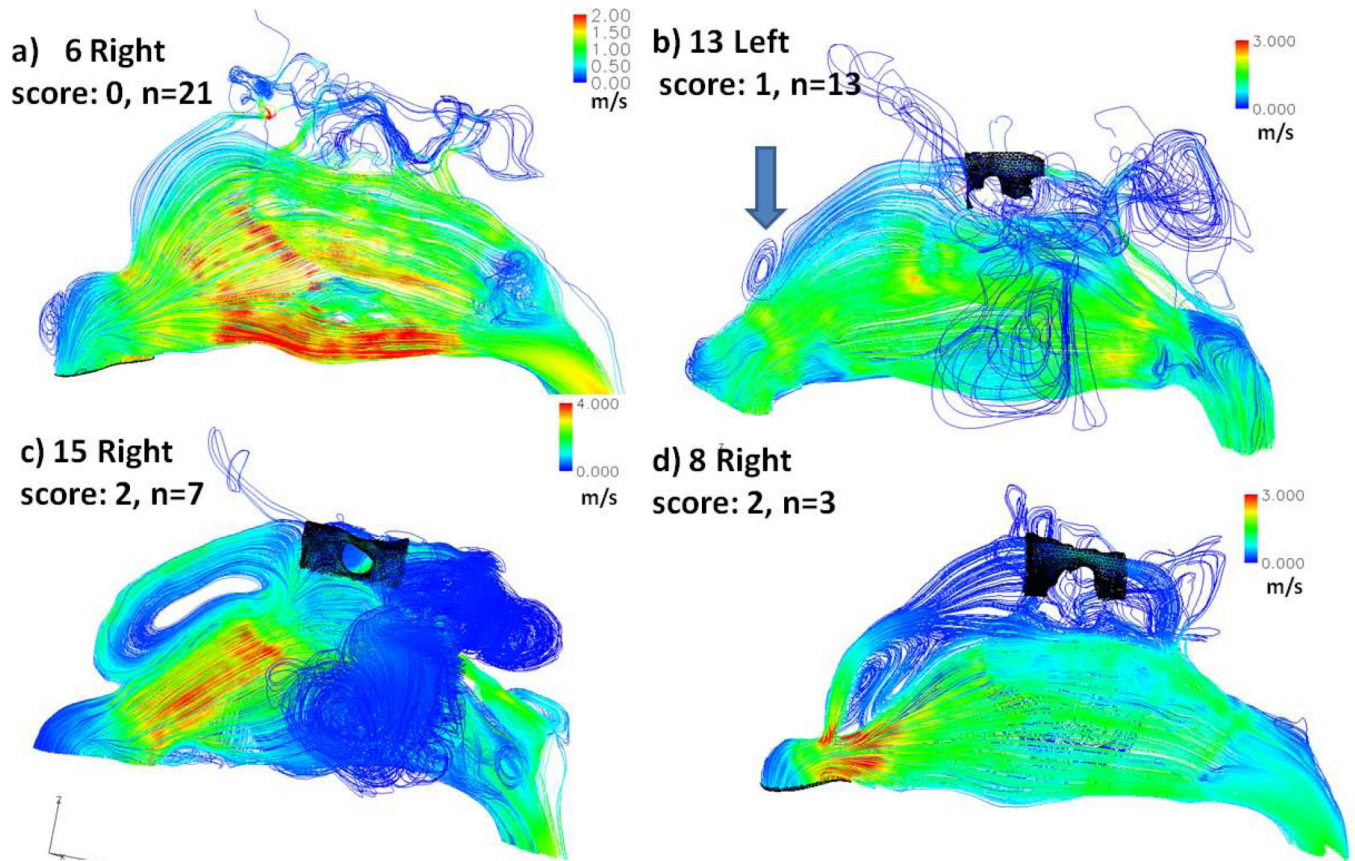 a) 6 Right
score: 0, n=21
2.00
1.50
1.00
0.50
0.00
m/s
b) 13 Left
score: 1, n=13
3.000
0.000
m/s
c) 15 Right
score: 2, n=7
4.000
0.000
m/s
z
x
d) 8 Right
score: 2, n=3
z
3.000
0.000
m/s